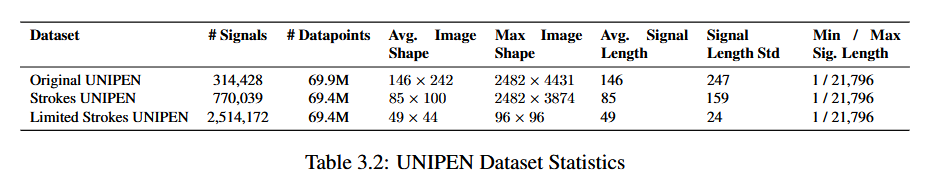 Dataset # Signals # Datapoints Avg. Image Max Image Avg. Signal Signal Min / Max
Shape Shape Length Length Std Sig. Length
Original UNIPEN 314,428 69.9M 146 × 242 2482 × 4431 146 247 1 / 21,796
Strokes UNIPEN 770,039 69.4M 85 × 100 2482 × 3874 85 159 1 / 21,796
Limited Strokes UNIPEN 2,514,172 69.4M 49 × 44 96 × 96 49 24 1 / 21,796
Table 3.2: UNIPEN Dataset Statistics